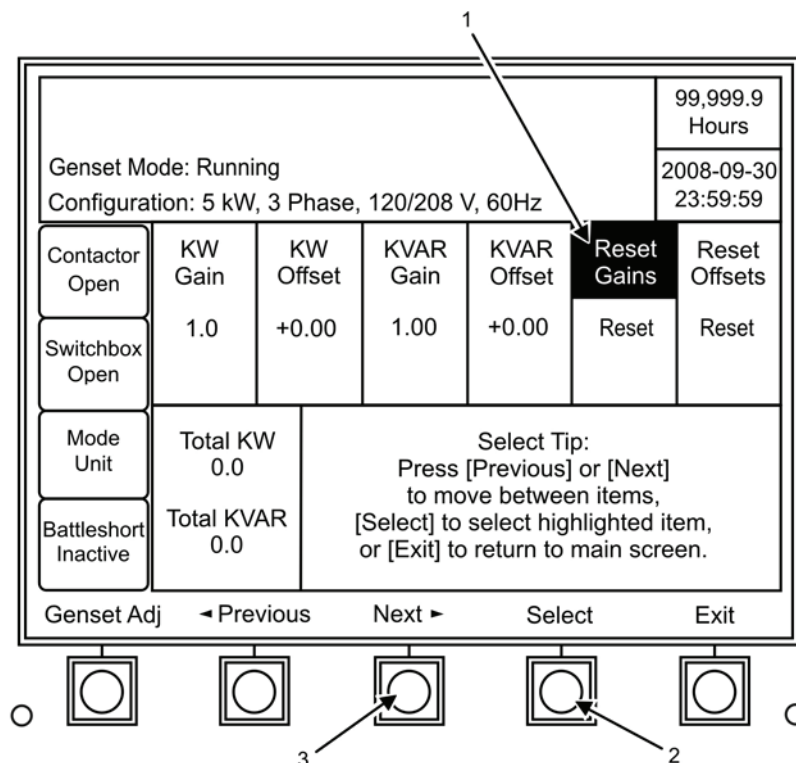 1
99,999.9
Hours
Genset Mode: Running
Configuration: 5 kW, 3 Phase, 120/208 V, 60Hz
2008-09-30
23:59:59
Contactor
Open
Switchbox
Open
Mode
Unit
Battleshort
Inactive
KW
Gain
1.0
KW
Offset
+0.00
KVAR
Gain
1.00
KVAR
Offset
+0.00
Reset
Gains
Reset
Reset
Offsets
Reset
Total KW
0.0
Total KVAR
0.0
Select Tip:
Press [Previous] or [Next]
to move between items,
[Select] to select highlighted item,
or [Exit] to return to main screen.
Genset Adj ◄ Previous Next ► Select Exit
3
2